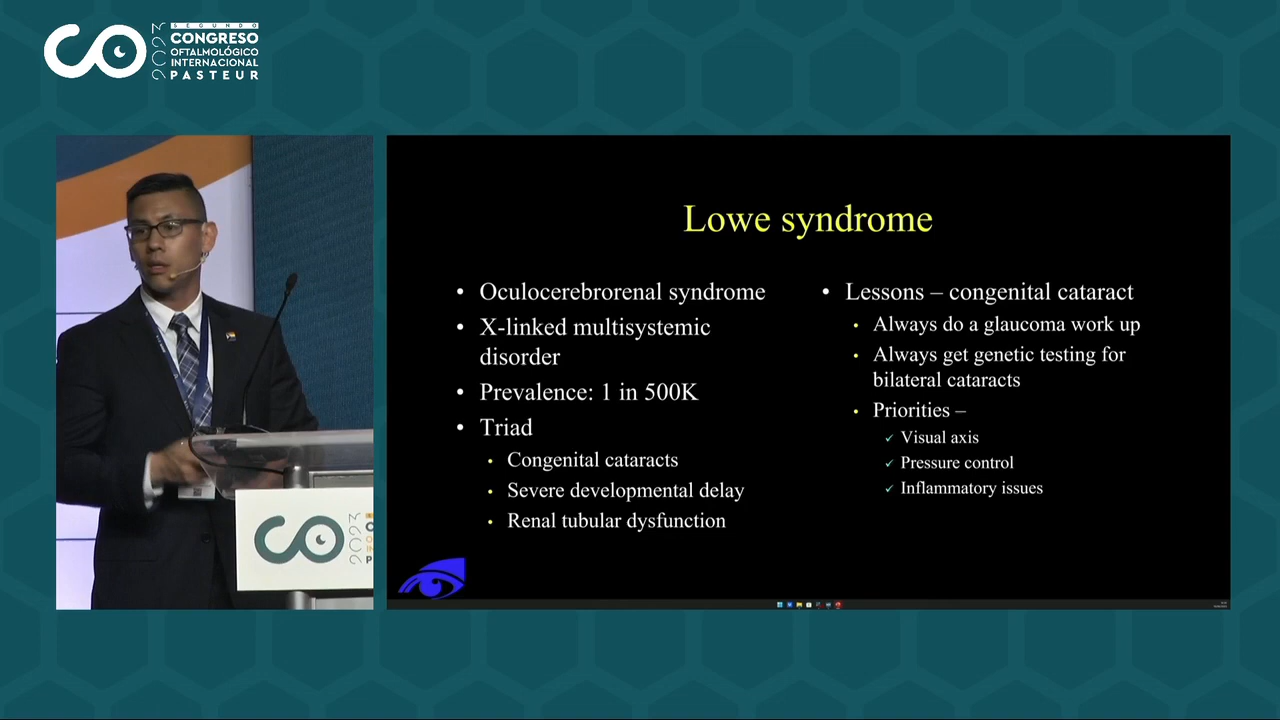 2023
SEGUNDO
CONGRESO
OFTALMOLÓGICO
INTERNACIONAL
PASTEUR
Lowe syndrome
• Oculocerebrorenal syndrome
• X-linked multisystemic
disorder
• Prevalence: 1 in 500K
• Triad
• Congenital cataracts
• Severe developmental delay
• Renal tubular dysfunction
• Lessons – congenital cataract
• Always do a glaucoma work up
• Always get genetic testing for
bilateral cataracts
• Priorities –
✓ Visual axis
✓ Pressure control
✓ Inflammatory issues
2023